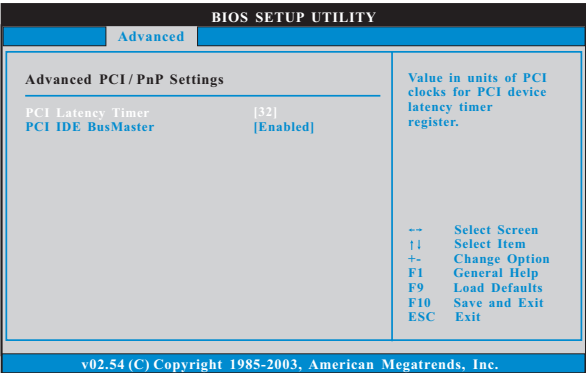 BIOS SETUP UTILITY
Advanced
Advanced PCI / PnP Settings
PCI Latency Timer [32]
PCI IDE BusMaster [Enabled]
Value in units of PCI
clocks for PCI device
latency timer
register.
←→ Select Screen
↑↓ Select Item
+- Change Option
F1 General Help
F9 Load Defaults
F10 Save and Exit
ESC Exit
v02.54 (C) Copyright 1985-2003, American Megatrends, Inc.